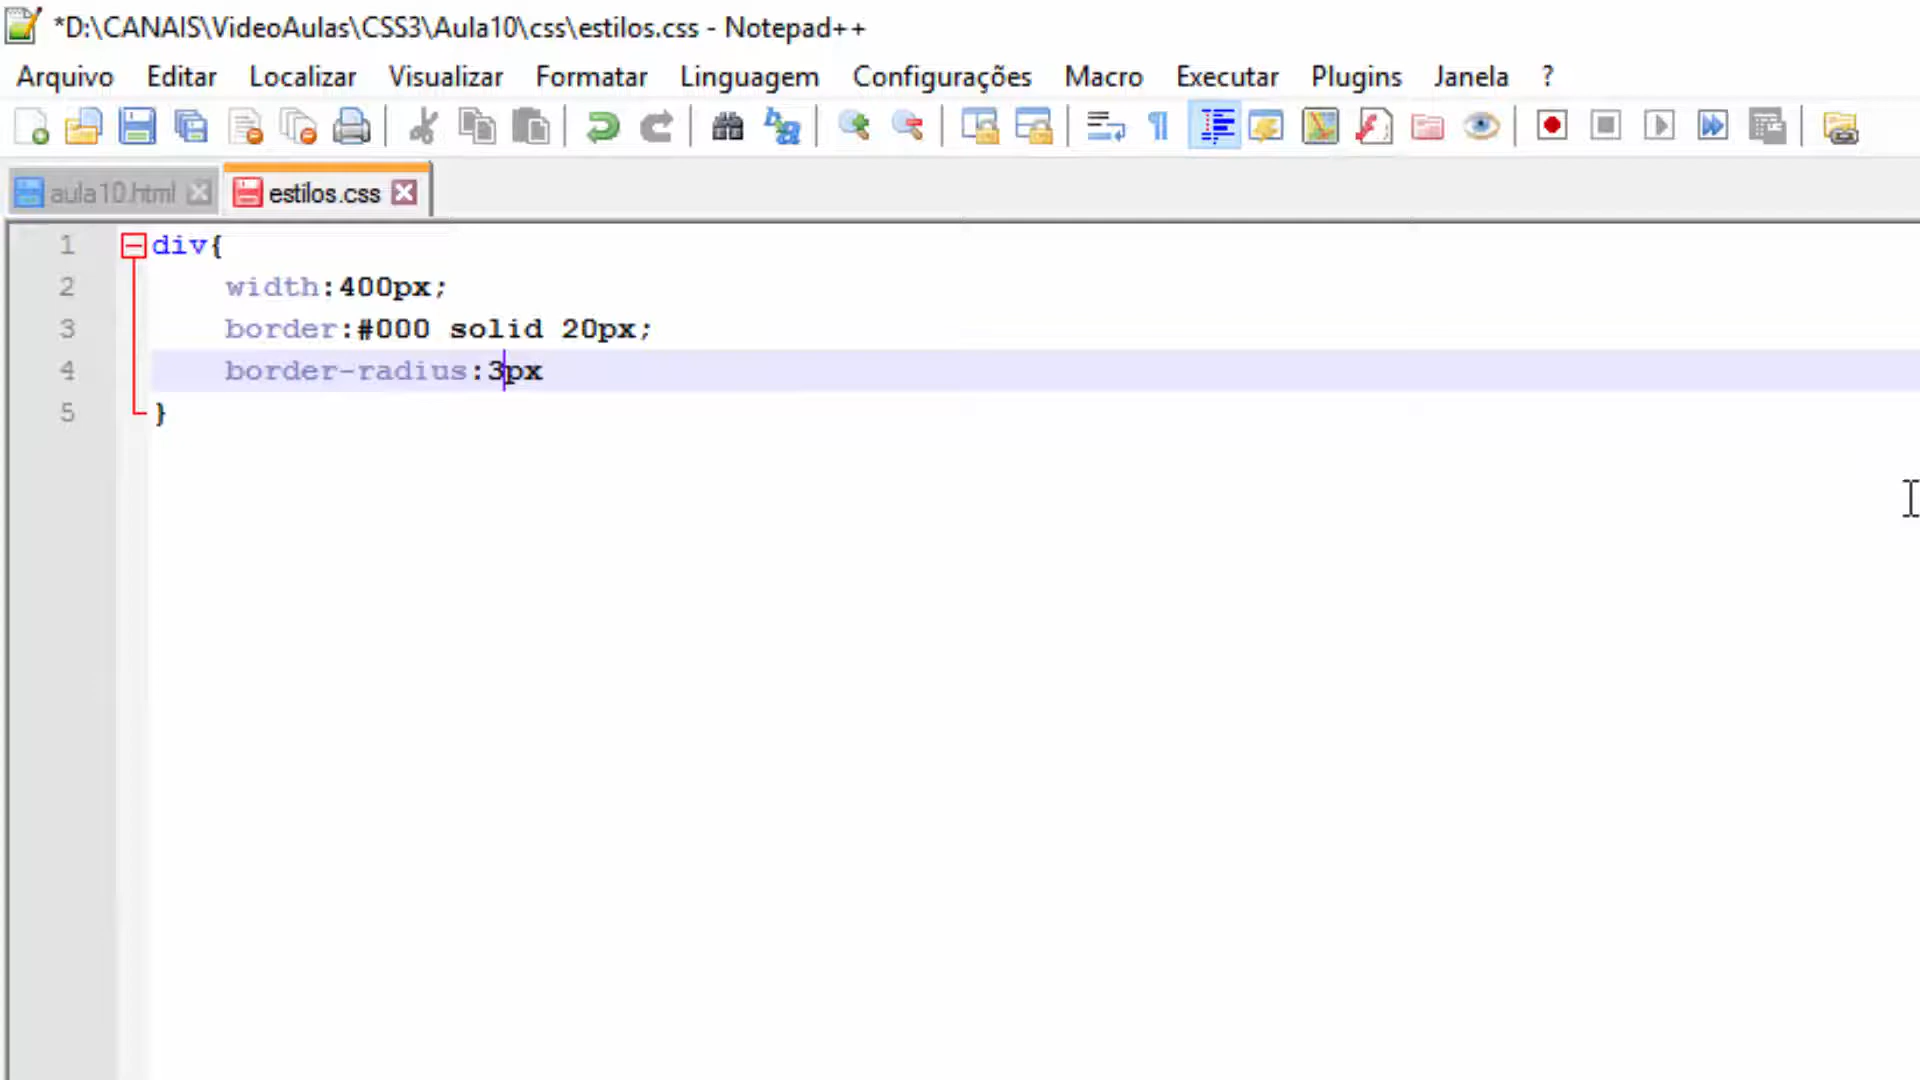 *D:\CANAIS\VideoAulas\CSS3\Aula10\css\estilos.css - Notepad++
Arquivo Editar Localizar Visualizar Formatar Linguagem Configurações Macro Executar Plugins Janela ?
aula10.html estilos.css
1 div{
2 width:400px;
3 border:#000 solid 20px;
4 border-radius:3px
5 }